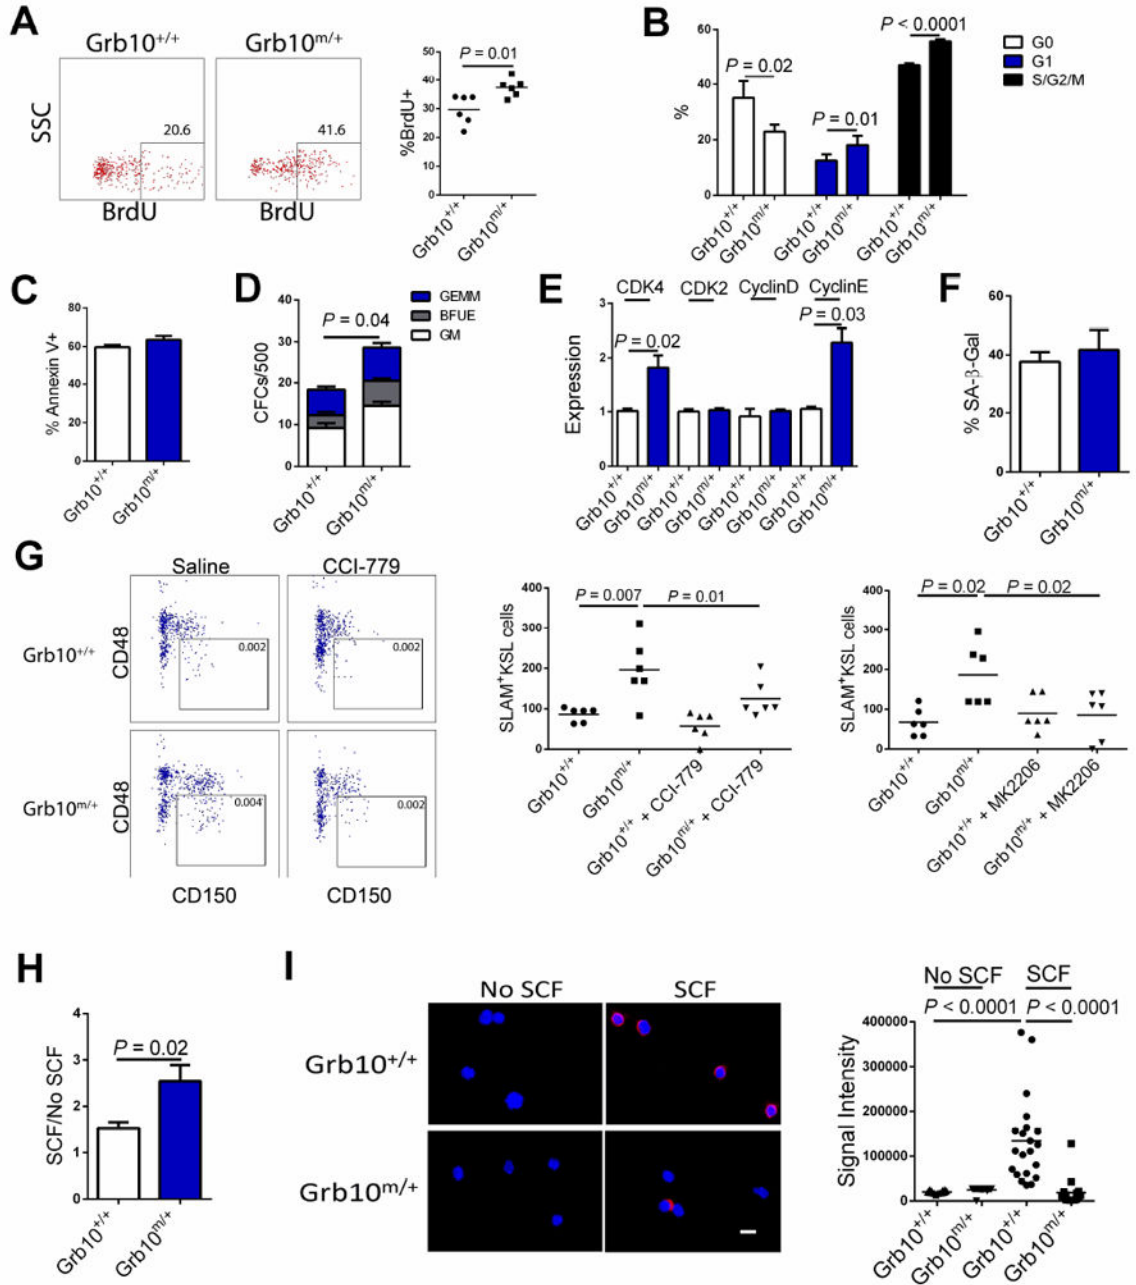 A
Grb10+/+
Grb10m/+
SSC
20.6
41.6
BrdU
BrdU
P = 0.01
%BrdU+
50
40
30
20
10
0
Grb10+/+
Grb10m/+
B
G0
G1
S/G2/M
P < 0.0001
P = 0.02
P = 0.01
%
60
40
20
0
Grb10+/+
Grb10m/+
Grb10+/+
Grb10m/+
Grb10+/+
Grb10m/+
C
% Annexin V+
80
60
40
20
0
Grb10+/+
Grb10m/+
D
GEMM
BFUE
GM
P = 0.04
CFCs/500
40
30
20
10
0
Grb10+/+
Grb10m/+
E
CDK4
CDK2
CyclinD
CyclinE
P = 0.02
P = 0.03
Expression
3
2
1
0
Grb10+/+
Grb10m/+
Grb10+/+
Grb10m/+
Grb10+/+
Grb10m/+
Grb10+/+
Grb10m/+
F
% SA-β-Gal
60
40
20
0
Grb10+/+
Grb10m/+
G
Saline
CCI-779
Grb10+/+
CD48
0.002
0.002
Grb10m/+
CD48
0.004
0.002
CD150
CD150
P = 0.007
P = 0.01
SLAM+KSL cells
400
300
200
100
0
Grb10+/+
Grb10m/+
Grb10+/+ + CCI-779
Grb10m/+ + CCI-779
P = 0.02
P = 0.02
SLAM+KSL cells
400
300
200
100
0
Grb10+/+
Grb10m/+
Grb10+/+ + MK2206
Grb10m/+ + MK2206
H
P = 0.02
SCF/No SCF
4
3
2
1
0
Grb10+/+
Grb10m/+
I
No SCF
SCF
Grb10+/+
Grb10m/+
No SCF
SCF
P < 0.0001
P < 0.0001
Signal Intensity
400000
300000
200000
100000
0
Grb10+/+
Grb10m/+
Grb10+/+
Grb10m/+